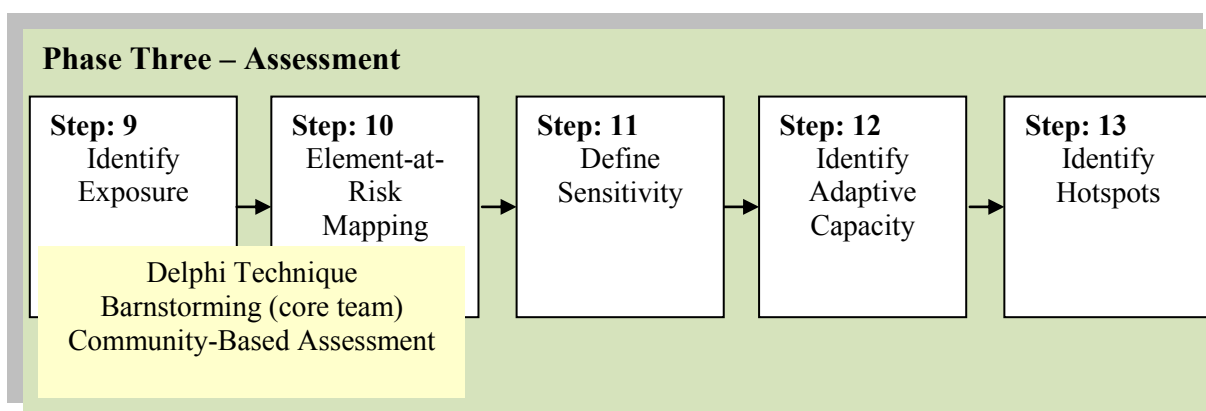 Phase Three – Assessment
Step: 9
Identify
Exposure
Step: 10
Element-at-
Risk
Mapping
Step: 11
Define
Sensitivity
Step: 12
Identify
Adaptive
Capacity
Step: 13
Identify
Hotspots
Delphi Technique
Barnstorming (core team)
Community-Based Assessment